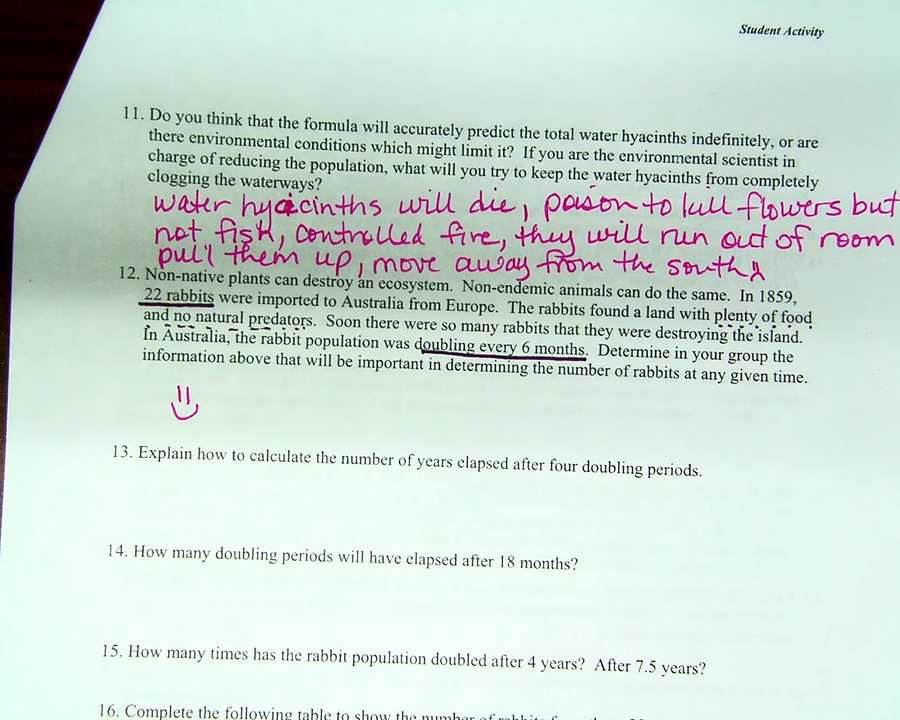 Student Activity
11. Do you think that the formula will accurately predict the total water hyacinths indefinitely, or are
there environmental conditions which might limit it? If you are the environmental scientist in
charge of reducing the population, what will you try to keep the water hyacinths from completely
clogging the waterways?
water hyacinths will die, poison to kill flowers but
not fish, controlled fire, they will run out of room
pull them up, move away from the south
12. Non-native plants can destroy an ecosystem. Non-endemic animals can do the same. In 1859,
22 rabbits were imported to Australia from Europe. The rabbits found a land with plenty of food
and no natural predators. Soon there were so many rabbits that they were destroying the island.
In Australia, the rabbit population was doubling every 6 months. Determine in your group the
information above that will be important in determining the number of rabbits at any given time.
13. Explain how to calculate the number of years elapsed after four doubling periods.
14. How many doubling periods will have elapsed after 18 months?
15. How many times has the rabbit population doubled after 4 years? After 7.5 years?
16. Complete the following table to show the number of rabbits